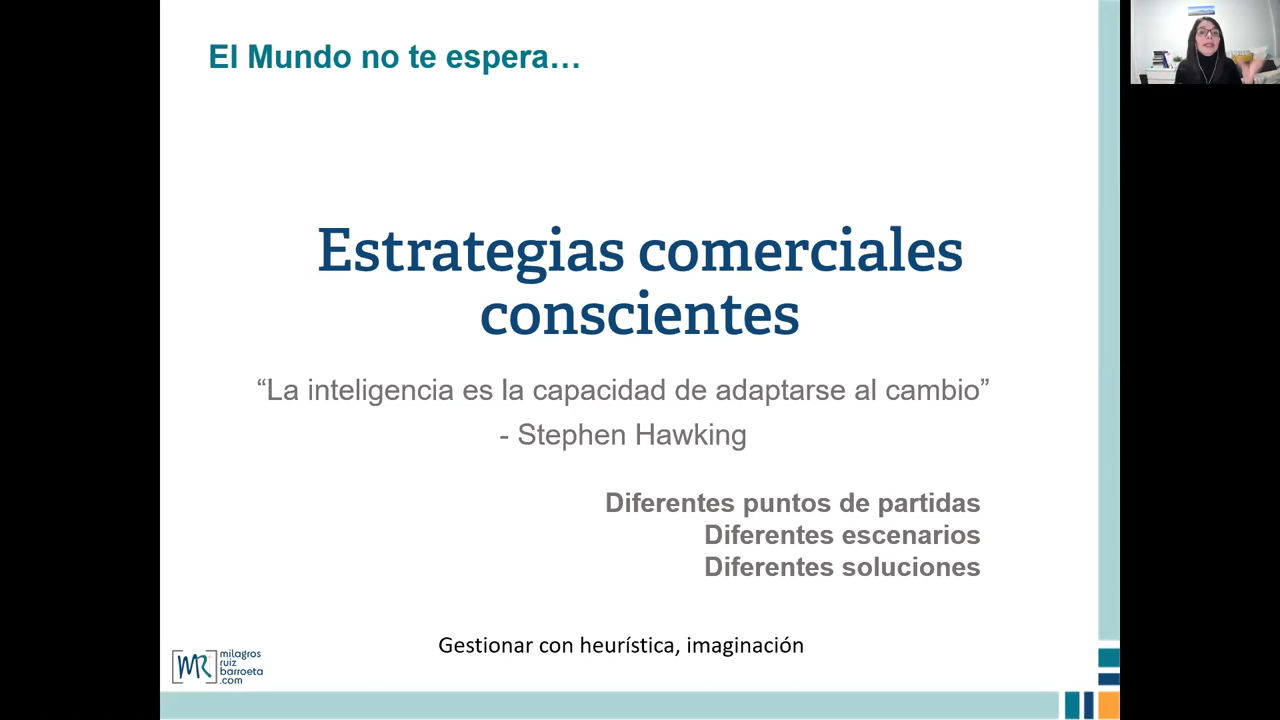 El Mundo no te espera…
Estrategias comerciales
conscientes
“La inteligencia es la capacidad de adaptarse al cambio”
- Stephen Hawking
Diferentes puntos de partidas
Diferentes escenarios
Diferentes soluciones
Gestionar con heurística, imaginación
MR
milagros
ruiz
barroeta
.com